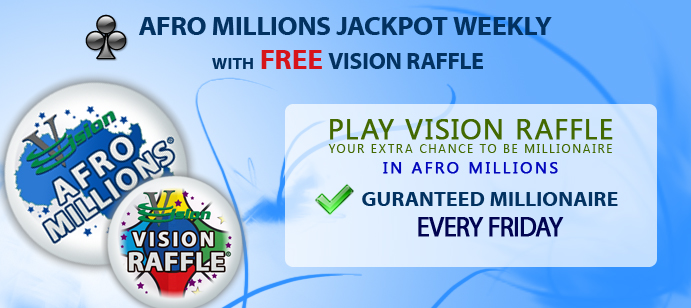 AFRO MILLIONS JACKPOT WEEKLY
WITH FREE VISION RAFFLE
Vision
AFRO
MILLIONS®
Vision
VISION
RAFFLE®
PLAY VISION RAFFLE
YOUR EXTRA CHANCE TO BE MILLIONAIRE
IN AFRO MILLIONS
GURANTEED MILLIONAIRE
EVERY FRIDAY